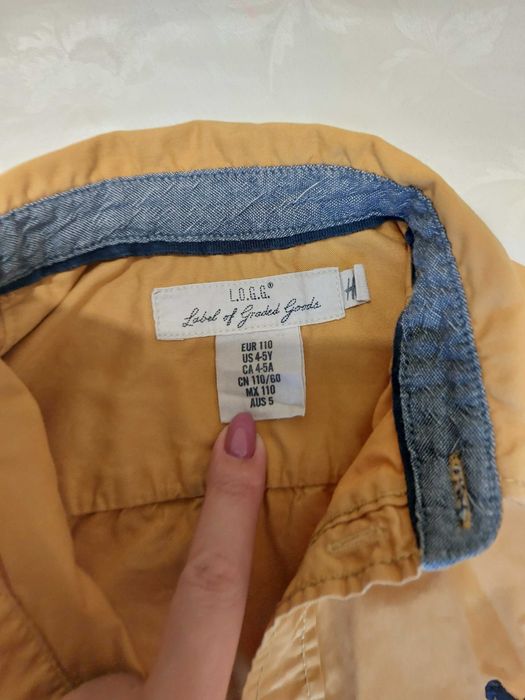 L.O.G.G.®
Label of Graded Goods
H
EUR 110
US 4-5Y
CA 4-5A
CN 110/60
MX 110
AUS 5